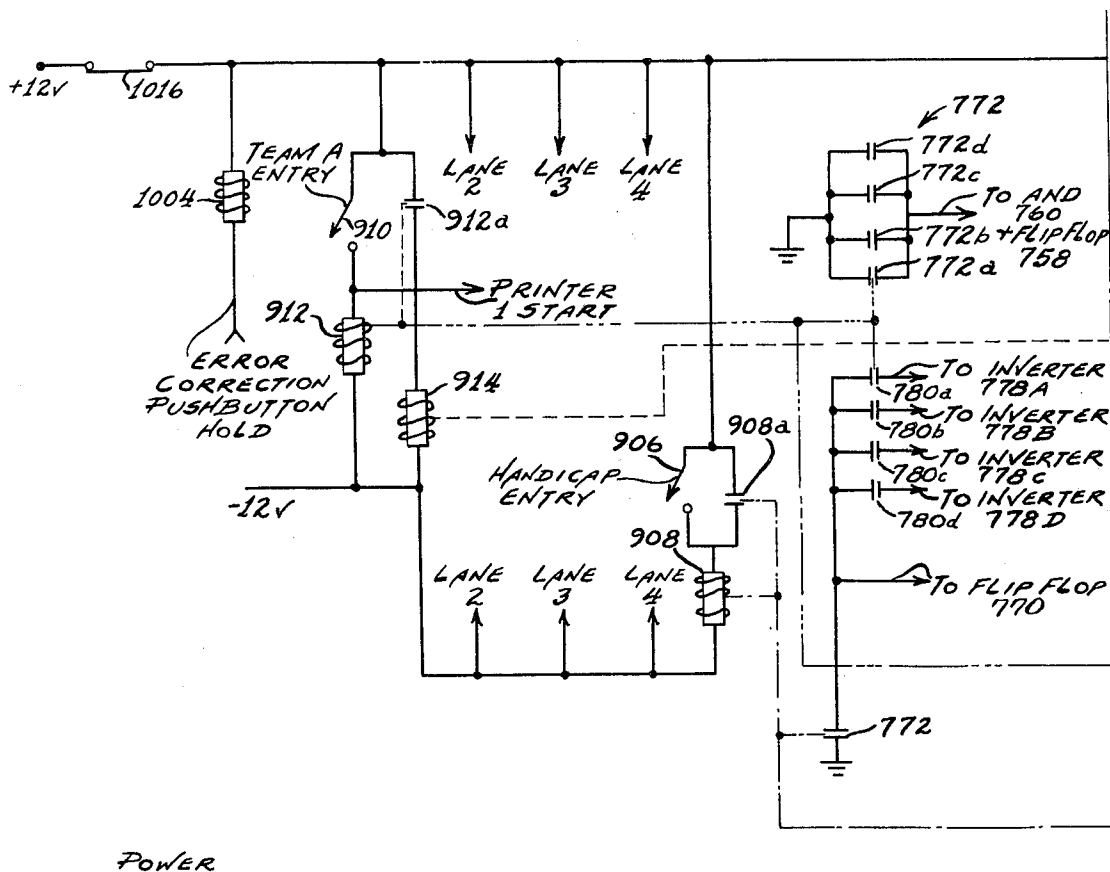 +12V
1016
TEAM A
ENTRY
1004
910
912a
LANE
2
LANE
3
LANE
4
772
772d
772c
TO AND
760
772b + FLIP FLOP
758
772a
PRINTER
1 START
912
ERROR
CORRECTION
PUSHBUTTON
HOLD
914
-12V
906
908a
HANDICAP
ENTRY
908
LANE
2
LANE
3
LANE
4
TO INVERTER
780a 778A
TO INVERTER
780b 778B
TO INVERTER
780c 778C
TO INVERTER
780d 778D
TO FLIP FLOP
770
772
POWER